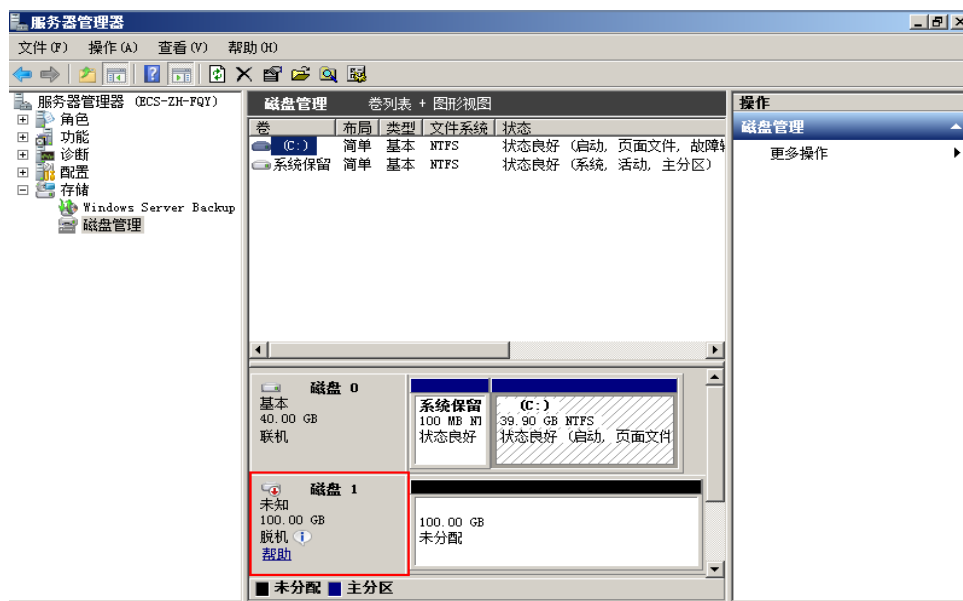 服务器管理器
文件(F) 操作(A) 查看(V) 帮助(H)
服务器管理器 (ECS-ZH-FQY)
角色
功能
诊断
配置
存储
Windows Server Backup
磁盘管理
磁盘管理 卷列表 + 图形视图
卷 布局 类型 文件系统 状态
(C:) 简单 基本 NTFS 状态良好 (启动, 页面文件, 故障
系统保留 简单 基本 NTFS 状态良好 (系统, 活动, 主分区)
磁盘 0
基本
40.00 GB
联机
系统保留
100 MB NT
状态良好
(C:)
39.90 GB NTFS
状态良好 (启动, 页面文件
磁盘 1
未知
100.00 GB
脱机
帮助
100.00 GB
未分配
未分配 主分区
操作
磁盘管理
更多操作